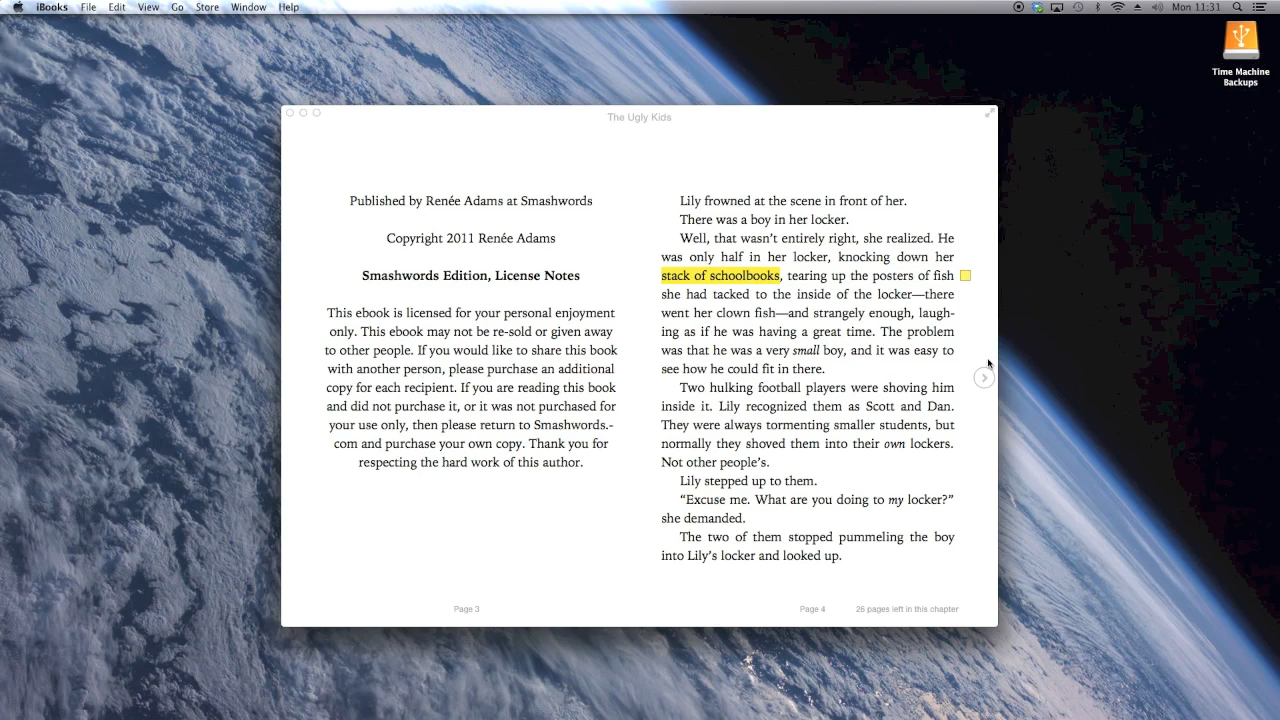 iBooks File Edit View Go Store Window Help Mon 11:31
Time Machine
Backups
The Ugly Kids
Published by Renée Adams at Smashwords
Copyright 2011 Renée Adams
Smashwords Edition, License Notes
This ebook is licensed for your personal enjoyment
only. This ebook may not be re-sold or given away
to other people. If you would like to share this book
with another person, please purchase an additional
copy for each recipient. If you are reading this book
and did not purchase it, or it was not purchased for
your use only, then please return to Smashwords.-
com and purchase your own copy. Thank you for
respecting the hard work of this author.
Page 3
Lily frowned at the scene in front of her.
There was a boy in her locker.
Well, that wasn’t entirely right, she realized. He
was only half in her locker, knocking down her
stack of schoolbooks, tearing up the posters of fish
she had tacked to the inside of the locker—there
went her clown fish—and strangely enough, laugh-
ing as if he was having a great time. The problem
was that he was a very small boy, and it was easy to
see how he could fit in there.
Two hulking football players were shoving him
inside it. Lily recognized them as Scott and Dan.
They were always tormenting smaller students, but
normally they shoved them into their own lockers.
Not other people’s.
Lily stepped up to them.
“Excuse me. What are you doing to my locker?”
she demanded.
The two of them stopped pummeling the boy
into Lily’s locker and looked up.
Page 4 26 pages left in this chapter